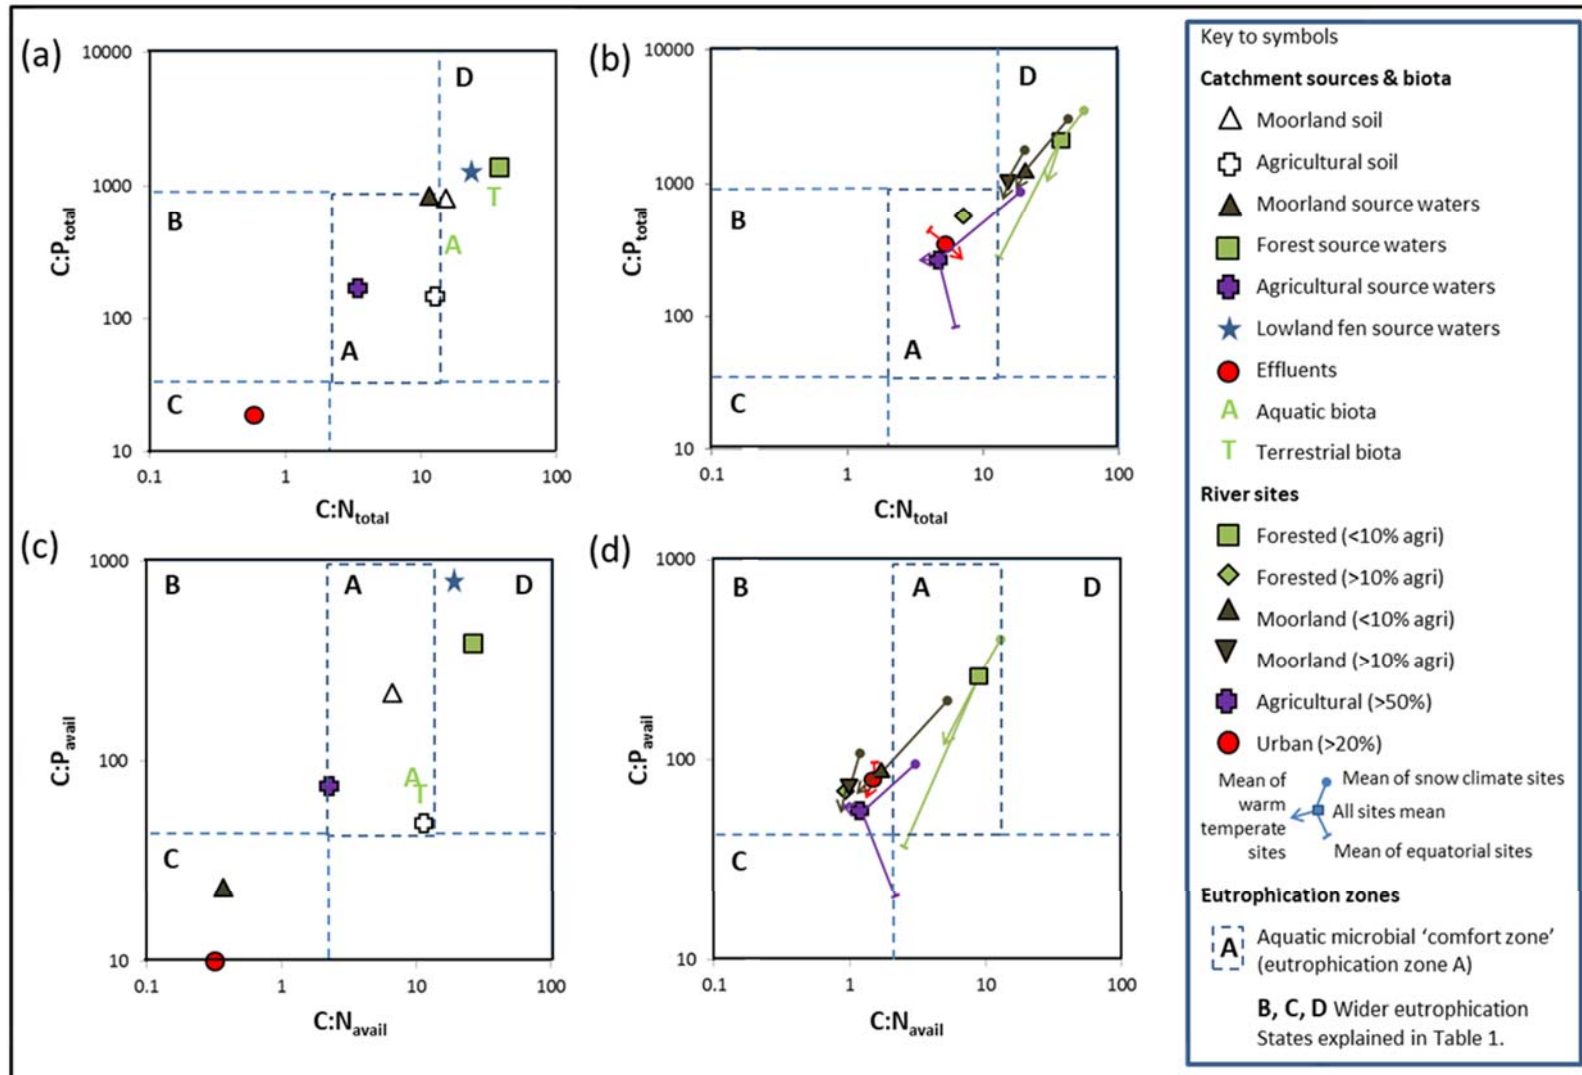 (a)
10000
1000
100
10
C:Ptotal
D
B
A
C
T
A
0.1 1 10 100
C:Ntotal
(b)
10000
1000
100
10
C:Ptotal
D
B
A
C
0.1 1 10 100
C:Ntotal
(c)
1000
100
10
C:Pavail
B A D
A
T
C
0.1 1 10 100
C:Navail
(d)
1000
100
10
C:Pavail
B A D
C
0.1 1 10 100
C:Navail
Key to symbols
Catchment sources & biota
Moorland soil
Agricultural soil
Moorland source waters
Forest source waters
Agricultural source waters
Lowland fen source waters
Effluents
A Aquatic biota
T Terrestrial biota
River sites
Forested (<10% agri)
Forested (>10% agri)
Moorland (<10% agri)
Moorland (>10% agri)
Agricultural (>50%)
Urban (>20%)
Mean of warm temperate sites
Mean of snow climate sites
All sites mean
Mean of equatorial sites
Eutrophication zones
A Aquatic microbial ‘comfort zone’
(eutrophication zone A)
B, C, D Wider eutrophication
States explained in Table 1.